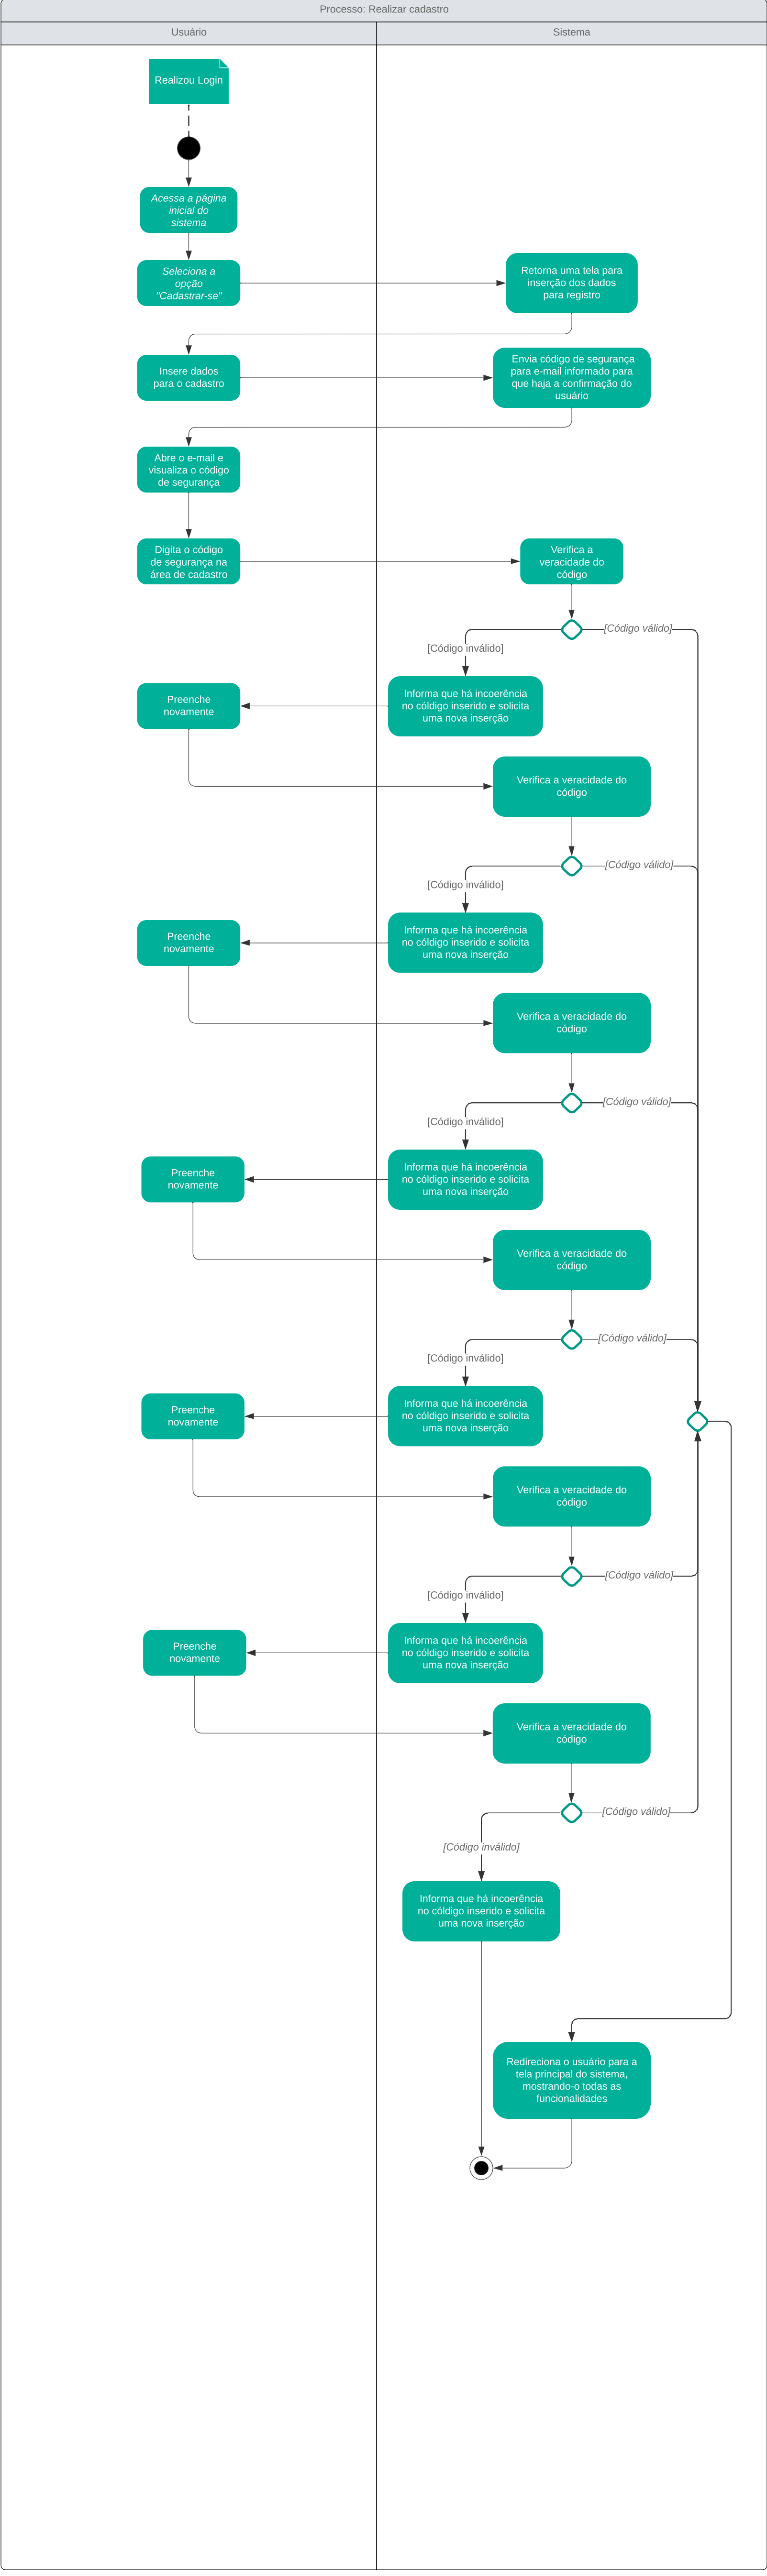 Processo: Realizar cadastro
Usuário
Sistema
Realizou Login
Acessa a página
inicial do
sistema
Seleciona a
opção
"Cadastrar-se"
Retorna uma tela para
inserção dos dados
para registro
Insere dados
para o cadastro
Envia código de segurança
para e-mail informado para
que haja a confirmação do
usuário
Abre o e-mail e
visualiza o código
de segurança
Digita o código
de segurança na
área de cadastro
Verifica a
veracidade do
código
[Código válido]
[Código inválido]
Informa que há incoerência
no cóldigo inserido e solicita
uma nova inserção
Preenche
novamente
Verifica a veracidade do
código
[Código válido]
[Código inválido]
Informa que há incoerência
no cóldigo inserido e solicita
uma nova inserção
Preenche
novamente
Verifica a veracidade do
código
[Código válido]
[Código inválido]
Informa que há incoerência
no cóldigo inserido e solicita
uma nova inserção
Preenche
novamente
Verifica a veracidade do
código
[Código válido]
[Código inválido]
Informa que há incoerência
no cóldigo inserido e solicita
uma nova inserção
Preenche
novamente
Verifica a veracidade do
código
[Código válido]
[Código inválido]
Informa que há incoerência
no cóldigo inserido e solicita
uma nova inserção
Preenche
novamente
Verifica a veracidade do
código
[Código válido]
[Código inválido]
Informa que há incoerência
no cóldigo inserido e solicita
uma nova inserção
Redireciona o usuário para a
tela principal do sistema,
mostrando-o todas as
funcionalidades